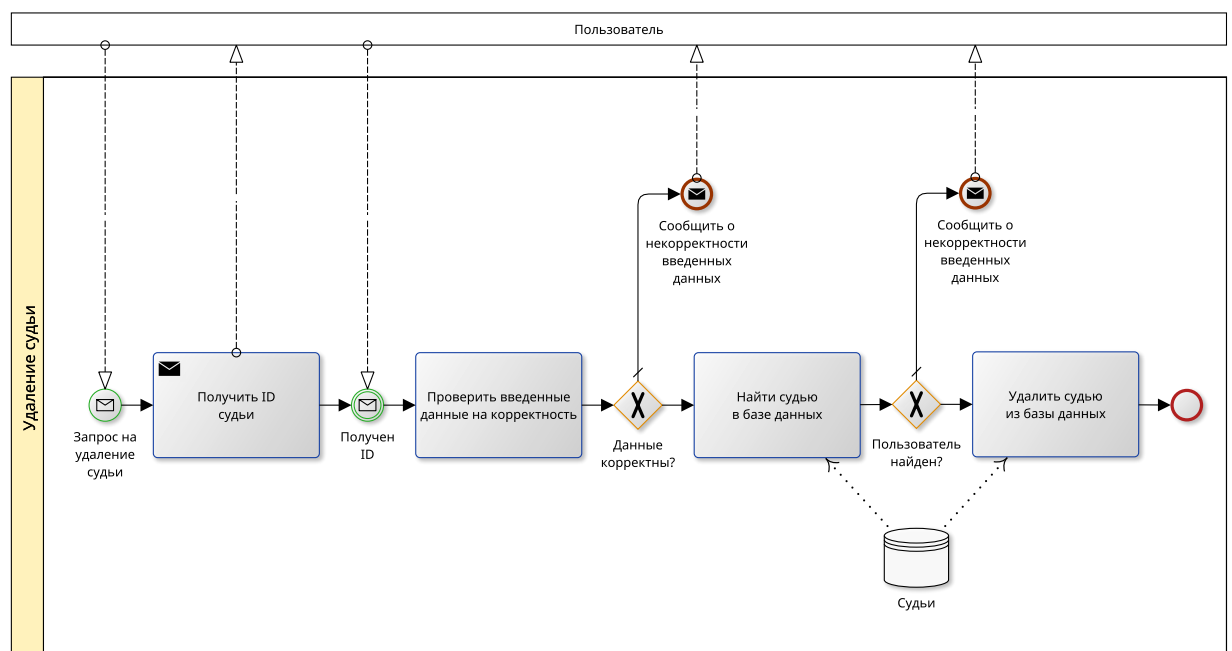 Пользователь
Удаление судьи
Запрос на
удаление
судьи
Получить ID
судьи
Получен
ID
Проверить введенные
данные на корректность
Данные
корректны?
Сообщить о
некорректности
введенных
данных
Найти судью
в базе данных
Пользователь
найден?
Сообщить о
некорректности
введенных
данных
Удалить судью
из базы данных
Судьи